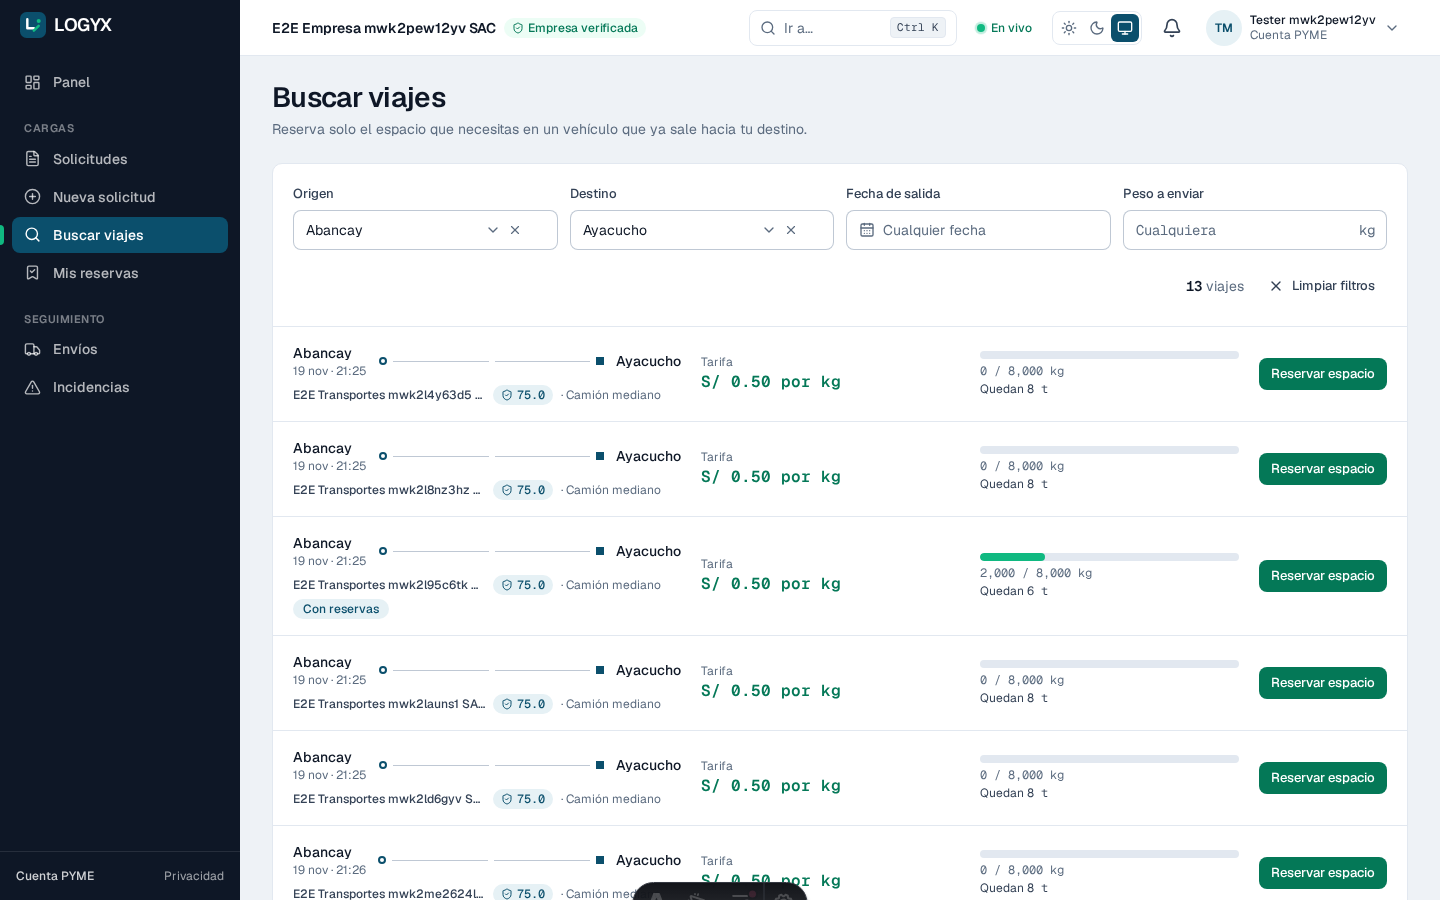 LOGYX
Panel
CARGAS
Solicitudes
Nueva solicitud
Buscar viajes
Mis reservas
SEGUIMIENTO
Envíos
Incidencias
Cuenta PYME
Privacidad
E2E Empresa mwk2pew12yv SAC
Empresa verificada
Ir a...
Ctrl K
En vivo
TM
Tester mwk2pew12yv
Cuenta PYME
Buscar viajes
Reserva solo el espacio que necesitas en un vehículo que ya sale hacia tu destino.
Origen
Abancay
Destino
Ayacucho
Fecha de salida
Cualquier fecha
Peso a enviar
Cualquiera
kg
13 viajes
Limpiar filtros
Abancay
19 nov · 21:25
Ayacucho
E2E Transportes mwk2l4y63d5 ...
75.0
· Camión mediano
Tarifa
S/ 0.50 por kg
0 / 8,000 kg
Quedan 8 t
Reservar espacio
Abancay
19 nov · 21:25
Ayacucho
E2E Transportes mwk2l8nz3hz ...
75.0
· Camión mediano
Tarifa
S/ 0.50 por kg
0 / 8,000 kg
Quedan 8 t
Reservar espacio
Abancay
19 nov · 21:25
Ayacucho
E2E Transportes mwk2l95c6tk ...
75.0
· Camión mediano
Con reservas
Tarifa
S/ 0.50 por kg
2,000 / 8,000 kg
Quedan 6 t
Reservar espacio
Abancay
19 nov · 21:25
Ayacucho
E2E Transportes mwk2launs1 SA...
75.0
· Camión mediano
Tarifa
S/ 0.50 por kg
0 / 8,000 kg
Quedan 8 t
Reservar espacio
Abancay
19 nov · 21:25
Ayacucho
E2E Transportes mwk2ld6gyv S...
75.0
· Camión mediano
Tarifa
S/ 0.50 por kg
0 / 8,000 kg
Quedan 8 t
Reservar espacio
Abancay
19 nov · 21:26
Ayacucho
E2E Transportes mwk2me2624l...
75.0
· Camión
Tarifa
S/ 0.50 por kg
0 / 8,000 kg
Quedan 8 t
Reservar espacio